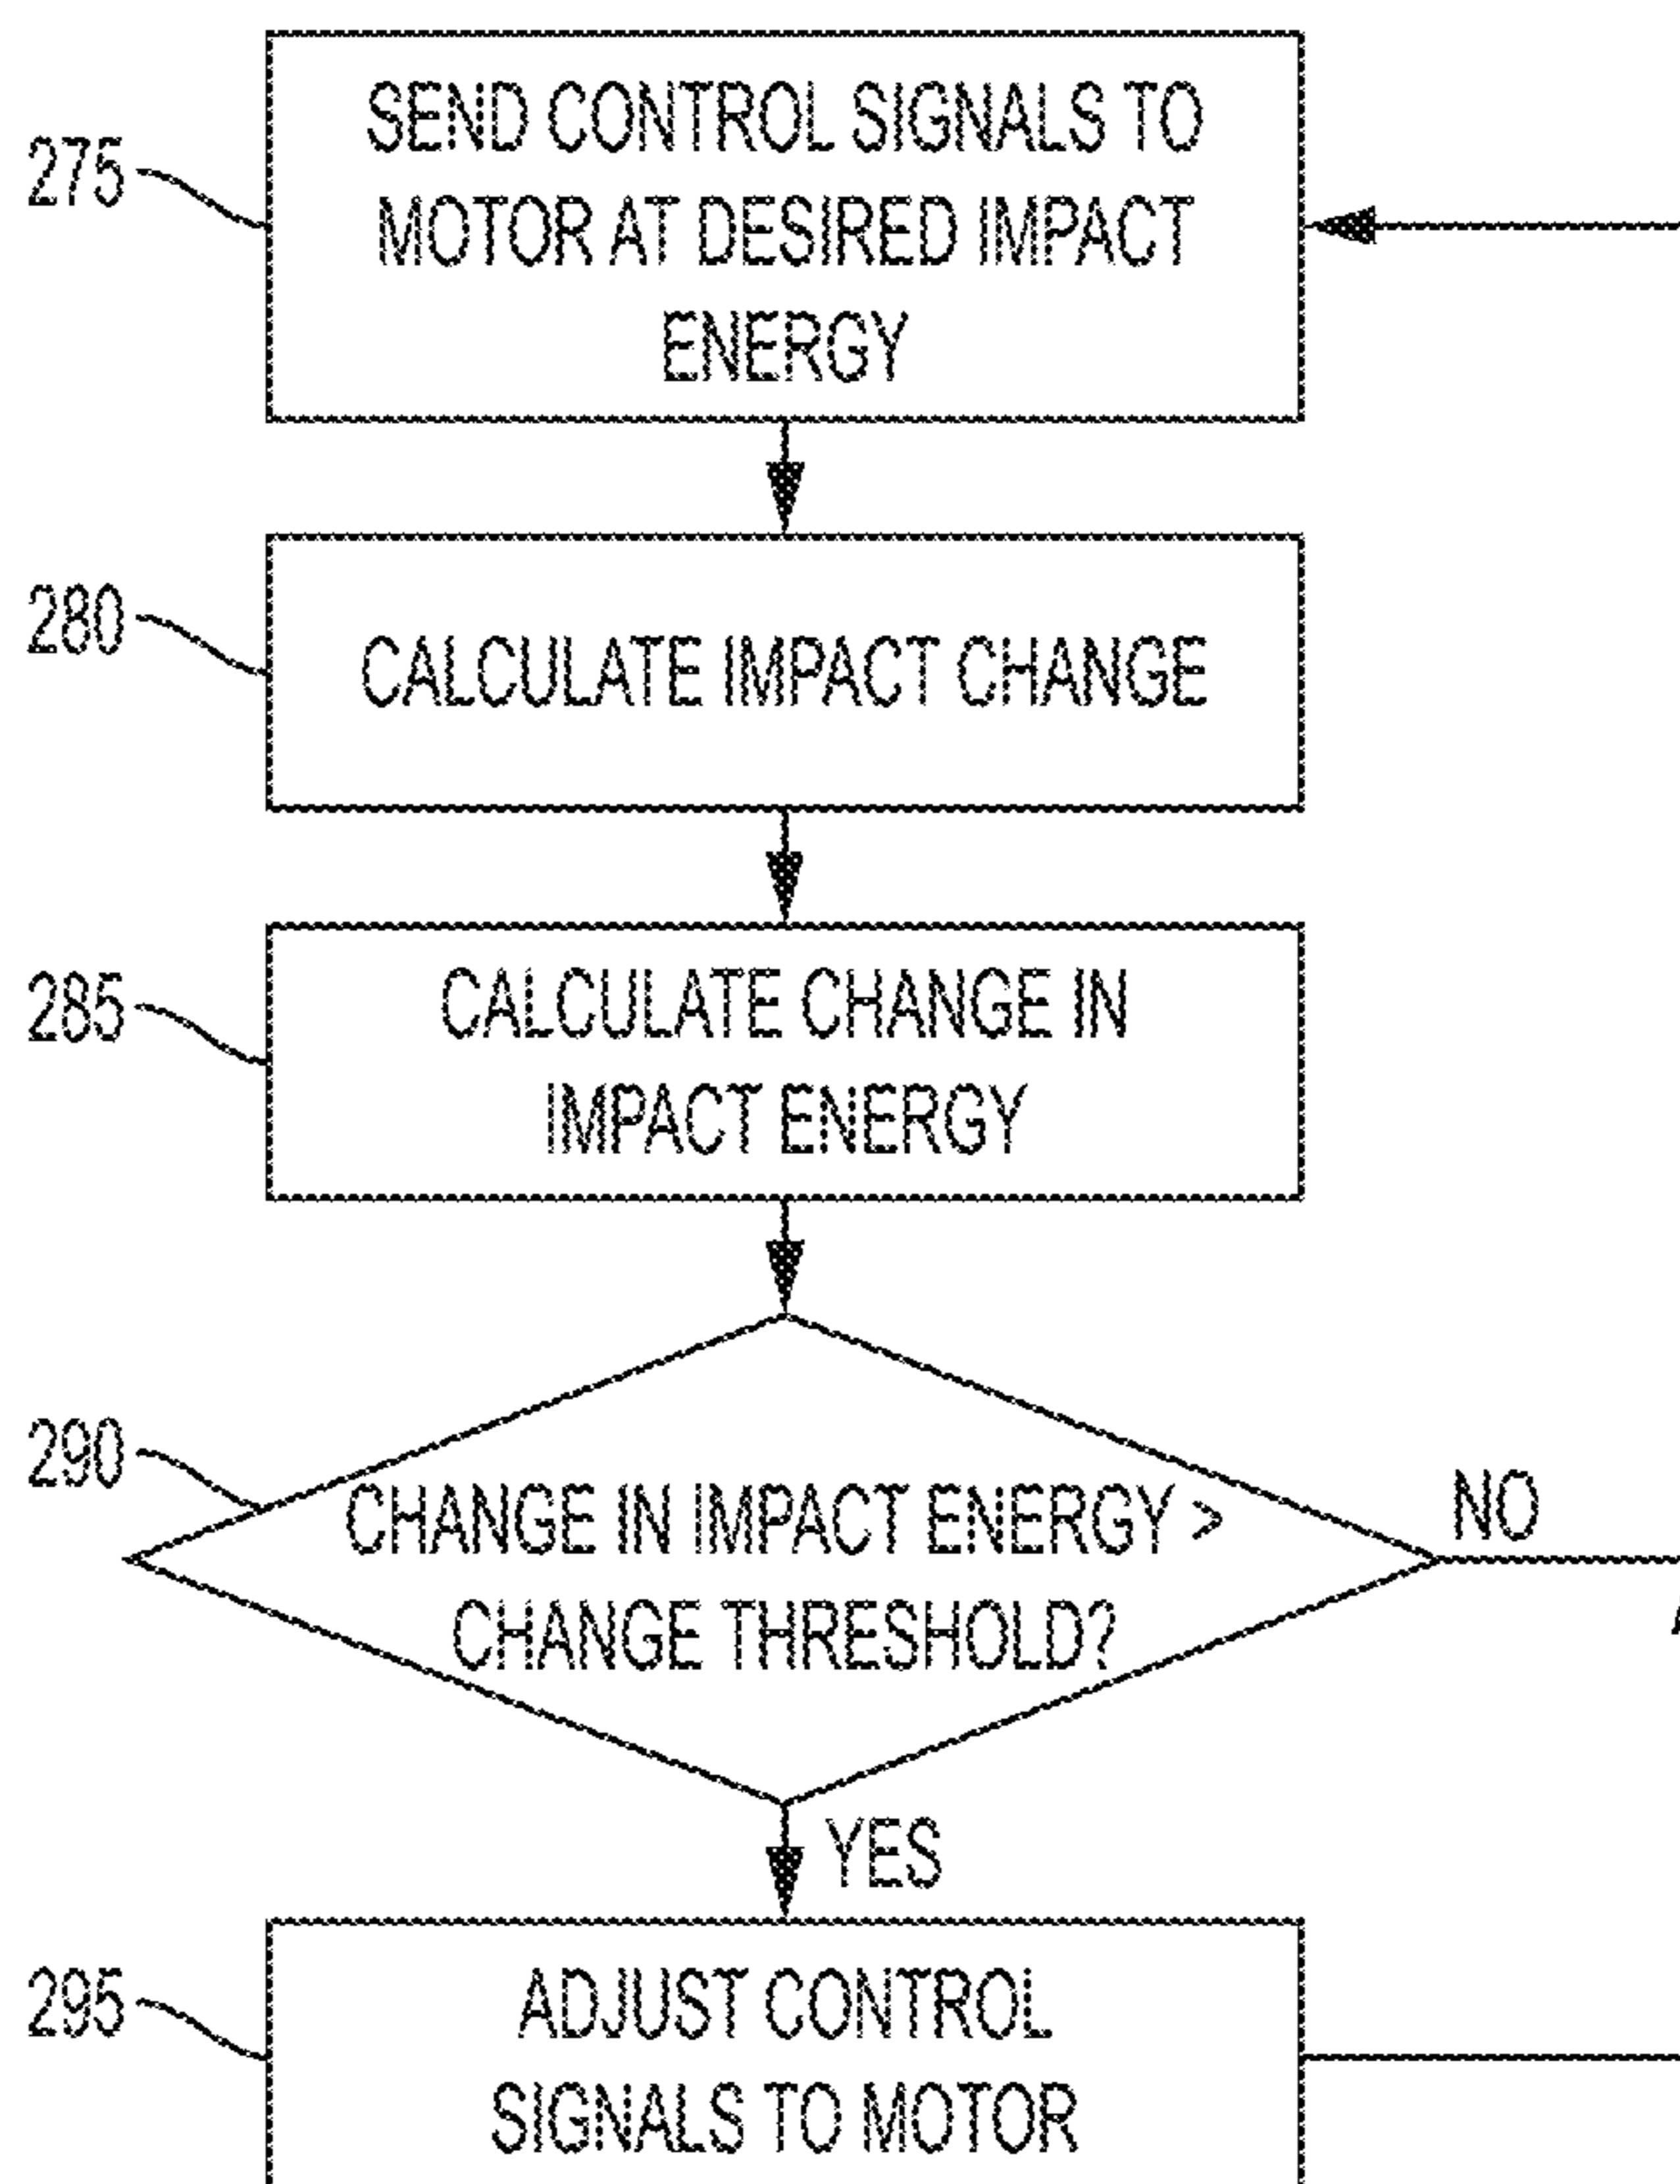 275
SEND CONTROL SIGNALS TO
MOTOR AT DESIRED IMPACT
ENERGY
280
CALCULATE IMPACT CHANGE
285
CALCULATE CHANGE IN
IMPACT ENERGY
290
CHANGE IN IMPACT ENERGY >
CHANGE THRESHOLD?
NO
YES
295
ADJUST CONTROL
SIGNALS TO MOTOR